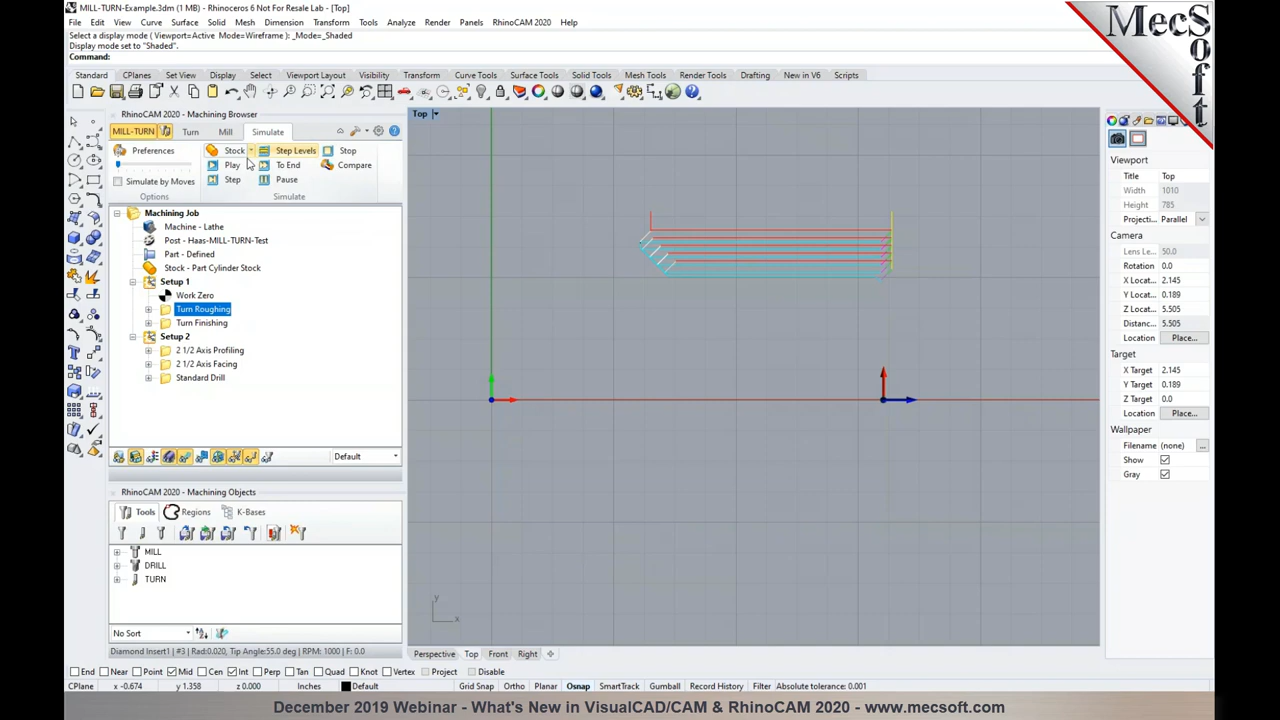 MILL-TURN-Example.3dm (1 MB) - Rhinoceros 6 Not For Resale Lab - [Top]
File Edit View Curve Surface Solid Mesh Dimension Transform Tools Analyze Render Panels RhinoCAM 2020 Help
Select a display mode ( Viewport=Active Mode=Wireframe ): _Mode=_Shaded
Display mode set to "Shaded".
Command:
Standard CPlanes Set View Display Select Viewport Layout Visibility Transform Curve Tools Surface Tools Solid Tools Mesh Tools Render Tools Drafting New in V6 Scripts
MecSoft
RhinoCAM 2020 - Machining Browser
MILL-TURN Turn Mill Simulate
Preferences Stock Step Levels Stop
Play To End Compare
Simulate by Moves Step Pause
Options Simulate
Machining Job
Machine - Lathe
Post - Haas-MILL-TURN-Test
Part - Defined
Stock - Part Cylinder Stock
Setup 1
Work Zero
Turn Roughing
Turn Finishing
Setup 2
2 1/2 Axis Profiling
2 1/2 Axis Facing
Standard Drill
Default
RhinoCAM 2020 - Machining Objects
Tools Regions K-Bases
MILL
DRILL
TURN
No Sort
Diamond Insert1 | #3 | Rad:0.020, Tip Angle:55.0 deg | RPM: 1000 | F: 0.0
Top
y
x
Perspective Top Front Right
Viewport
Title Top
Width 1010
Height 785
Projecti... Parallel
Camera
Lens Le... 50.0
Rotation 0.0
X Locat... 2.145
Y Locat... 0.189
Z Locat... 5.505
Distanc... 5.505
Location Place...
Target
X Target 2.145
Y Target 0.189
Z Target 0.0
Location Place...
Wallpaper
Filename (none) ...
Show
Gray
End Near Point Mid Cen Int Perp Tan Quad Knot Vertex Project Disable
CPlane x -0.674 y 1.358 z 0.000 Inches Default Grid Snap Ortho Planar Osnap SmartTrack Gumball Record History Filter Absolute tolerance: 0.001
December 2019 Webinar - What's New in VisualCAD/CAM & RhinoCAM 2020 - www.mecsoft.com